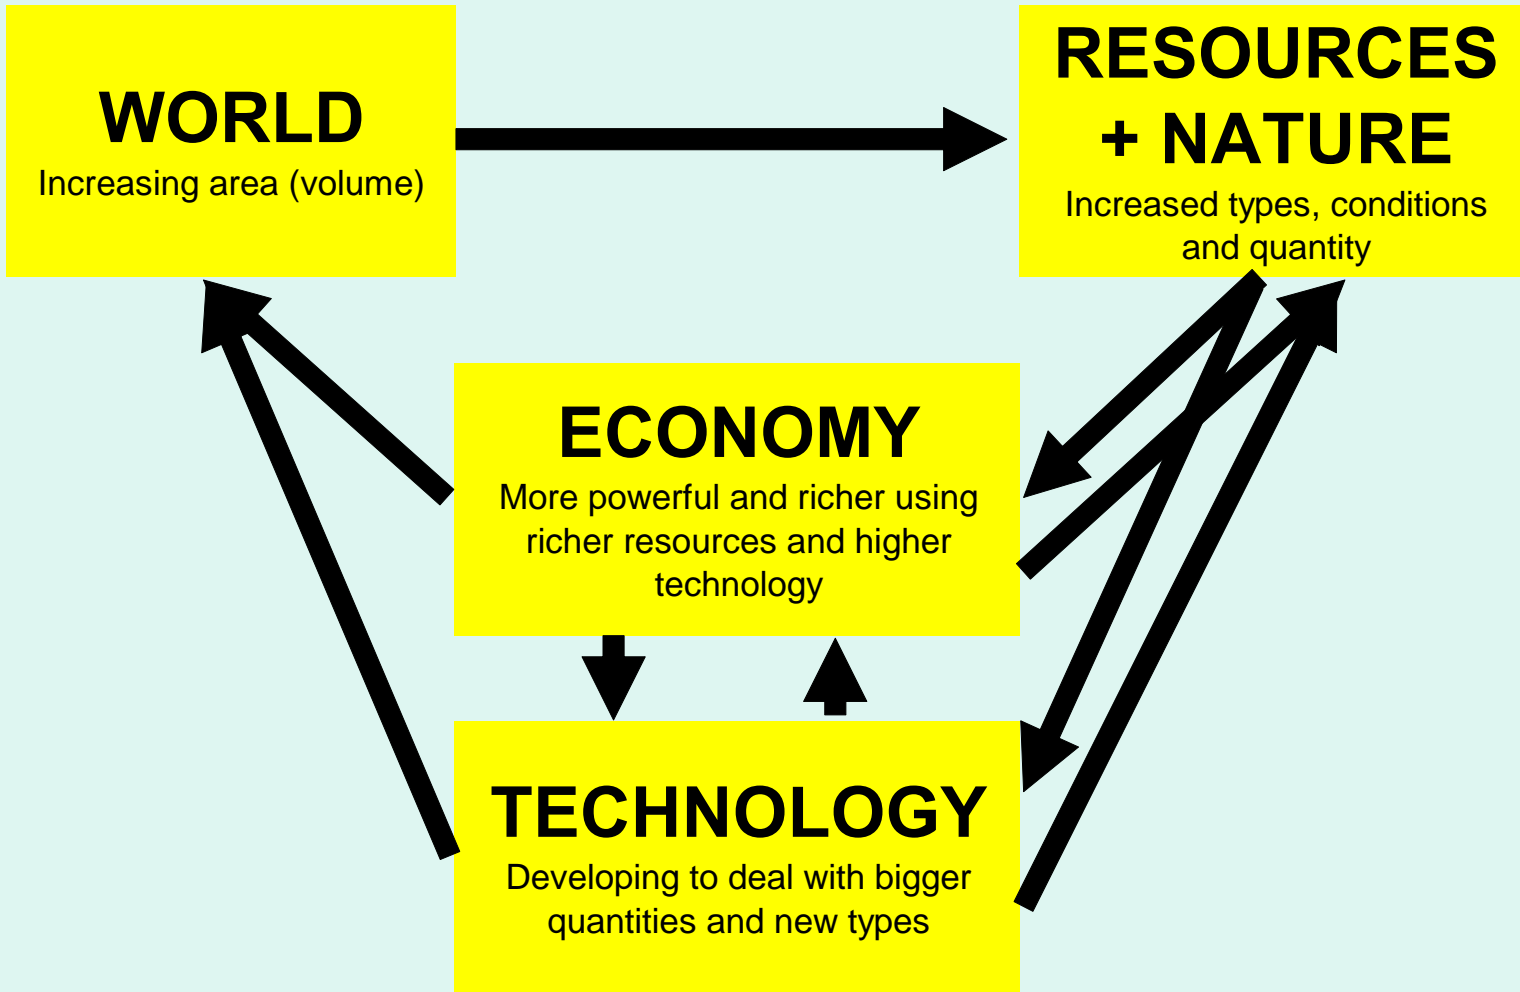 WORLD
Increasing area (volume)
RESOURCES
+ NATURE
Increased types, conditions
and quantity
ECONOMY
More powerful and richer using
richer resources and higher
technology
TECHNOLOGY
Developing to deal with bigger
quantities and new types